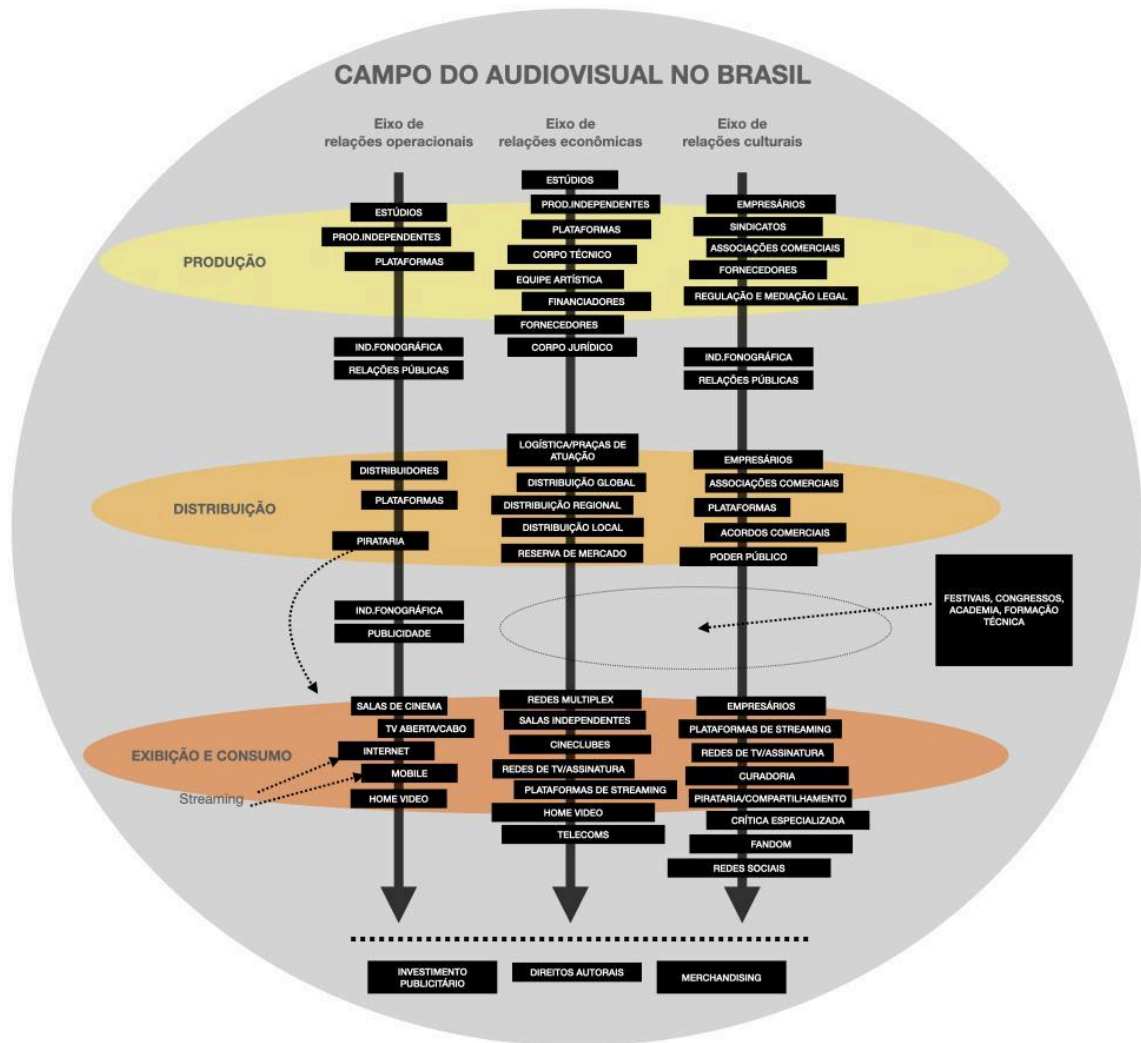 CAMPO DO AUDIOVISUAL NO BRASIL
Eixo de
relações operacionais
Eixo de
relações econômicas
Eixo de
relações culturais
PRODUÇÃO
ESTÚDIOS
PROD.INDEPENDENTES
PLATAFORMAS
IND.FONOGRÁFICA
RELAÇÕES PÚBLICAS
ESTÚDIOS
PROD.INDEPENDENTES
PLATAFORMAS
CORPO TÉCNICO
EQUIPE ARTÍSTICA
FINANCIADORES
FORNECEDORES
CORPO JURÍDICO
EMPRESÁRIOS
SINDICATOS
ASSOCIAÇÕES COMERCIAIS
FORNECEDORES
REGULAÇÃO E MEDIAÇÃO LEGAL
IND.FONOGRÁFICA
RELAÇÕES PÚBLICAS
DISTRIBUIÇÃO
DISTRIBUIDORES
PLATAFORMAS
PIRATARIA
IND.FONOGRÁFICA
PUBLICIDADE
LOGÍSTICA/PRAÇAS DE
ATUAÇÃO
DISTRIBUIÇÃO GLOBAL
DISTRIBUIÇÃO REGIONAL
DISTRIBUIÇÃO LOCAL
RESERVA DE MERCADO
EMPRESÁRIOS
ASSOCIAÇÕES COMERCIAIS
PLATAFORMAS
ACORDOS COMERCIAIS
PODER PÚBLICO
FESTIVAIS, CONGRESSOS,
ACADEMIA, FORMAÇÃO
TÉCNICA
EXIBIÇÃO E CONSUMO
Streaming
SALAS DE CINEMA
TV ABERTA/CABO
INTERNET
MOBILE
HOME VIDEO
REDES MULTIPLEX
SALAS INDEPENDENTES
CINECLUBES
REDES DE TV/ASSINATURA
PLATAFORMAS DE STREAMING
HOME VIDEO
TELECOMS
EMPRESÁRIOS
PLATAFORMAS DE STREAMING
REDES DE TV/ASSINATURA
CURADORIA
PIRATARIA/COMPARTILHAMENTO
CRÍTICA ESPECIALIZADA
FANDOM
REDES SOCIAIS
INVESTIMENTO
PUBLICITÁRIO
DIREITOS AUTORAIS
MERCHANDISING